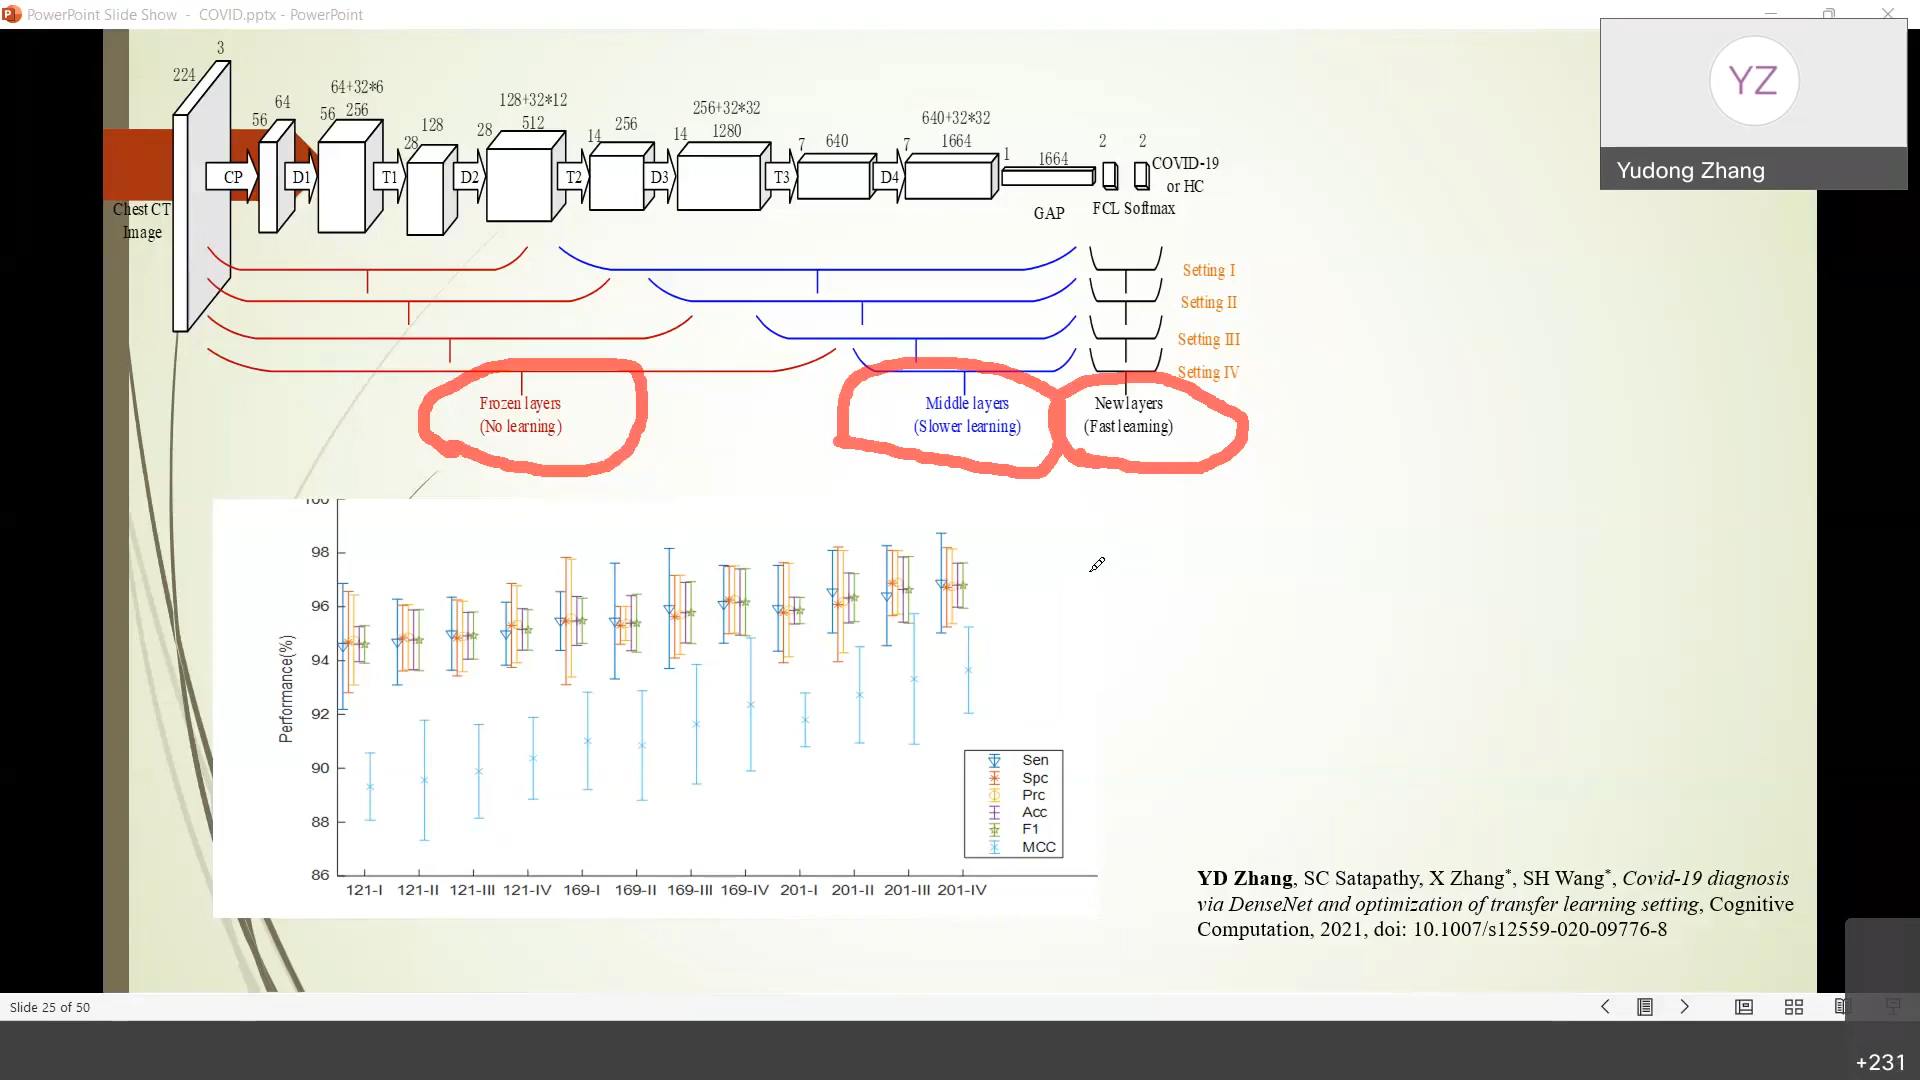 PowerPoint Slide Show - COVID.pptx - PowerPoint
YZ
Yudong Zhang
3
224
64
56
64+32*6
56 256
128
28
128+32*12
28 512
256
14
256+32*32
14 1280
640
7
640+32*32
7 1664
1 1664
2 2
CP D1 T1 D2 T2 D3 T3 D4
COVID-19
or HC
Chest CT
Image
GAP
FCL Softmax
Setting I
Setting II
Setting III
Setting IV
Frozen layers
(No learning)
Middle layers
(Slower learning)
New layers
(Fast learning)
100
98
96
94
92
90
88
86
Performance(%)
121-I 121-II 121-III 121-IV 169-I 169-II 169-III 169-IV 201-I 201-II 201-III 201-IV
Sen
Spc
Prc
Acc
F1
MCC
YD Zhang, SC Satapathy, X Zhang*, SH Wang*, Covid-19 diagnosis
via DenseNet and optimization of transfer learning setting, Cognitive
Computation, 2021, doi: 10.1007/s12559-020-09776-8
Slide 25 of 50
+231